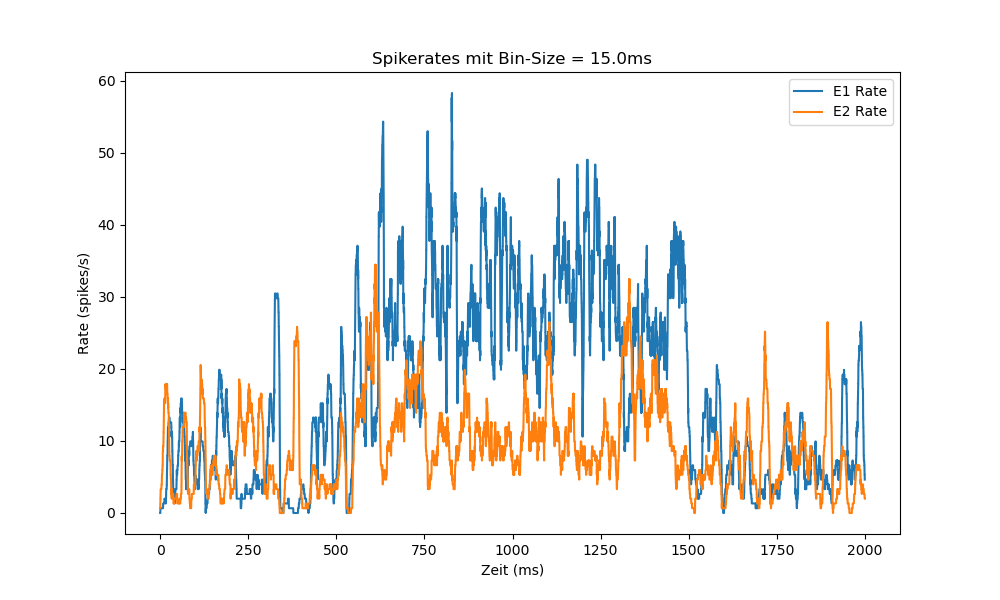 Spikerates mit Bin-Size = 15.0ms
E1 Rate
E2 Rate
60
50
40
30
20
10
0
Rate (spikes/s)
0 250 500 750 1000 1250 1500 1750 2000
Zeit (ms)